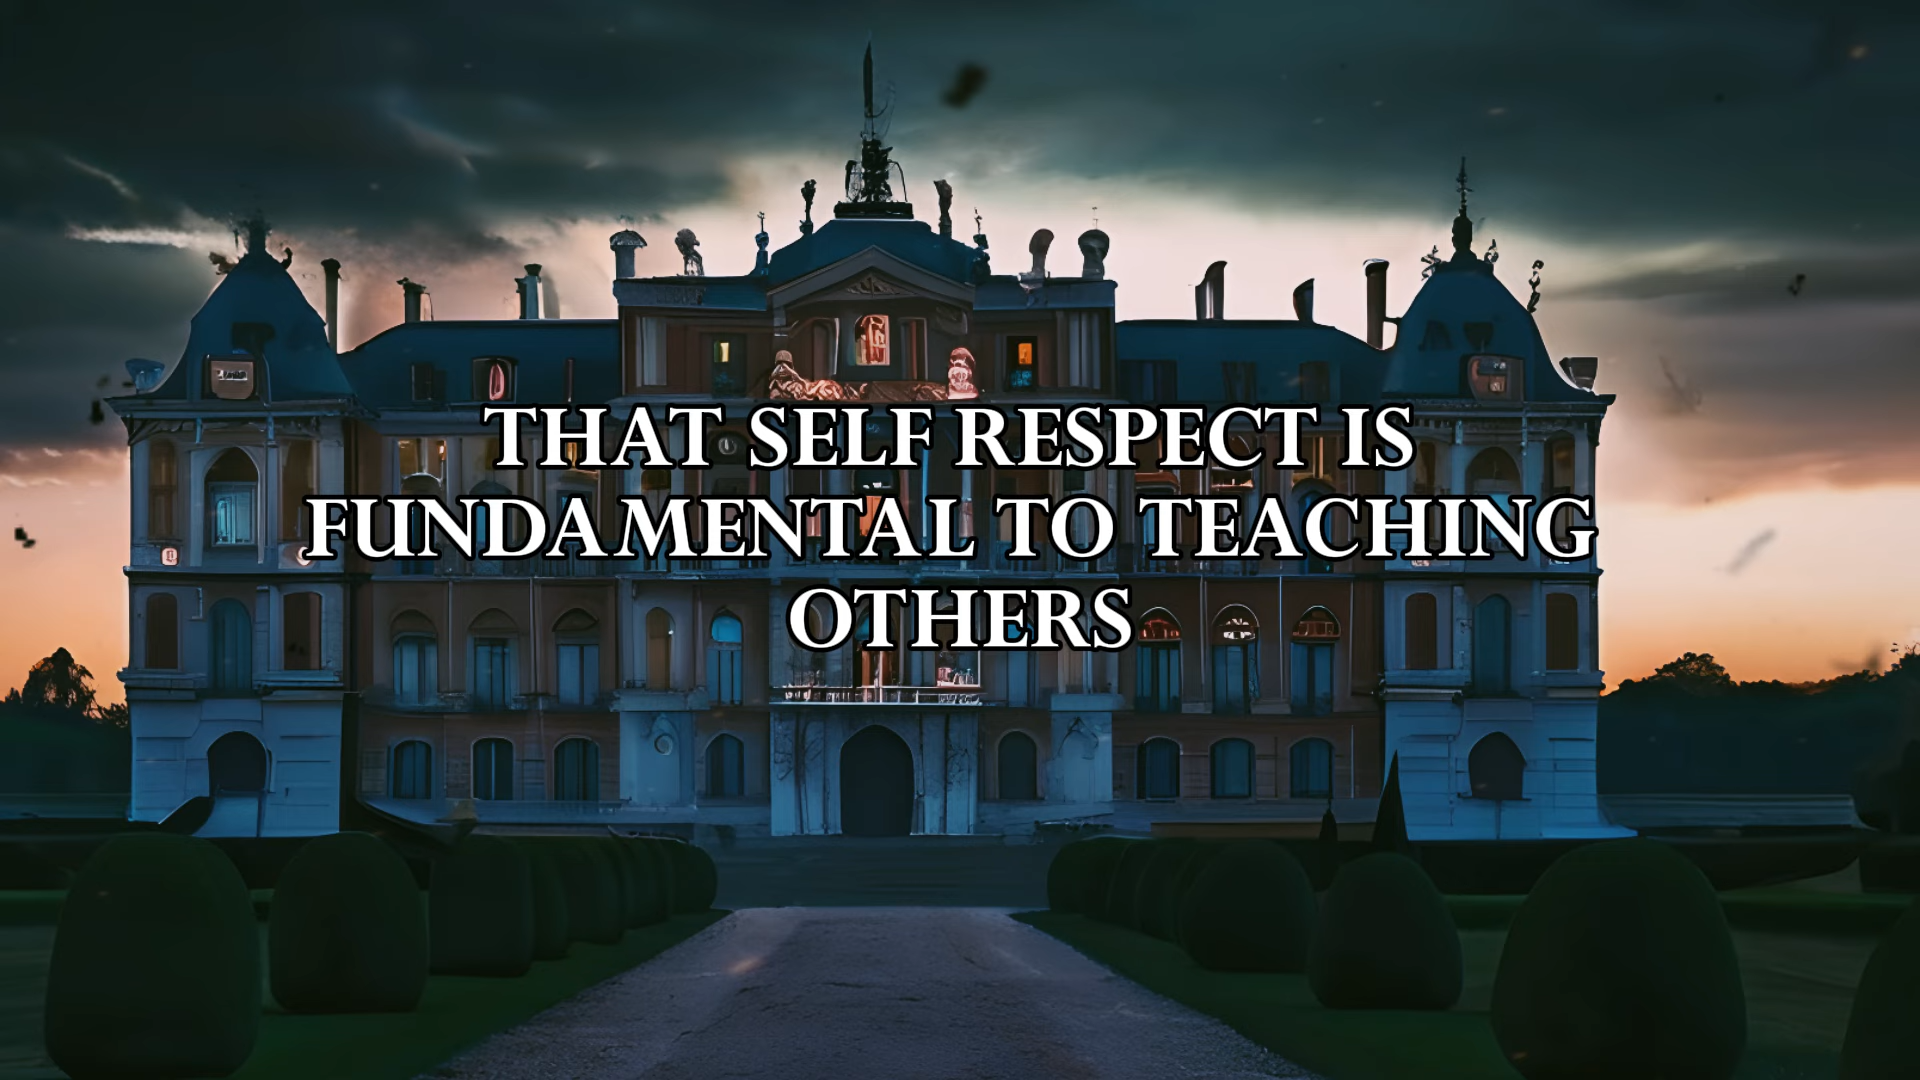 THAT SELF RESPECT IS
FUNDAMENTAL TO TEACHING
OTHERS